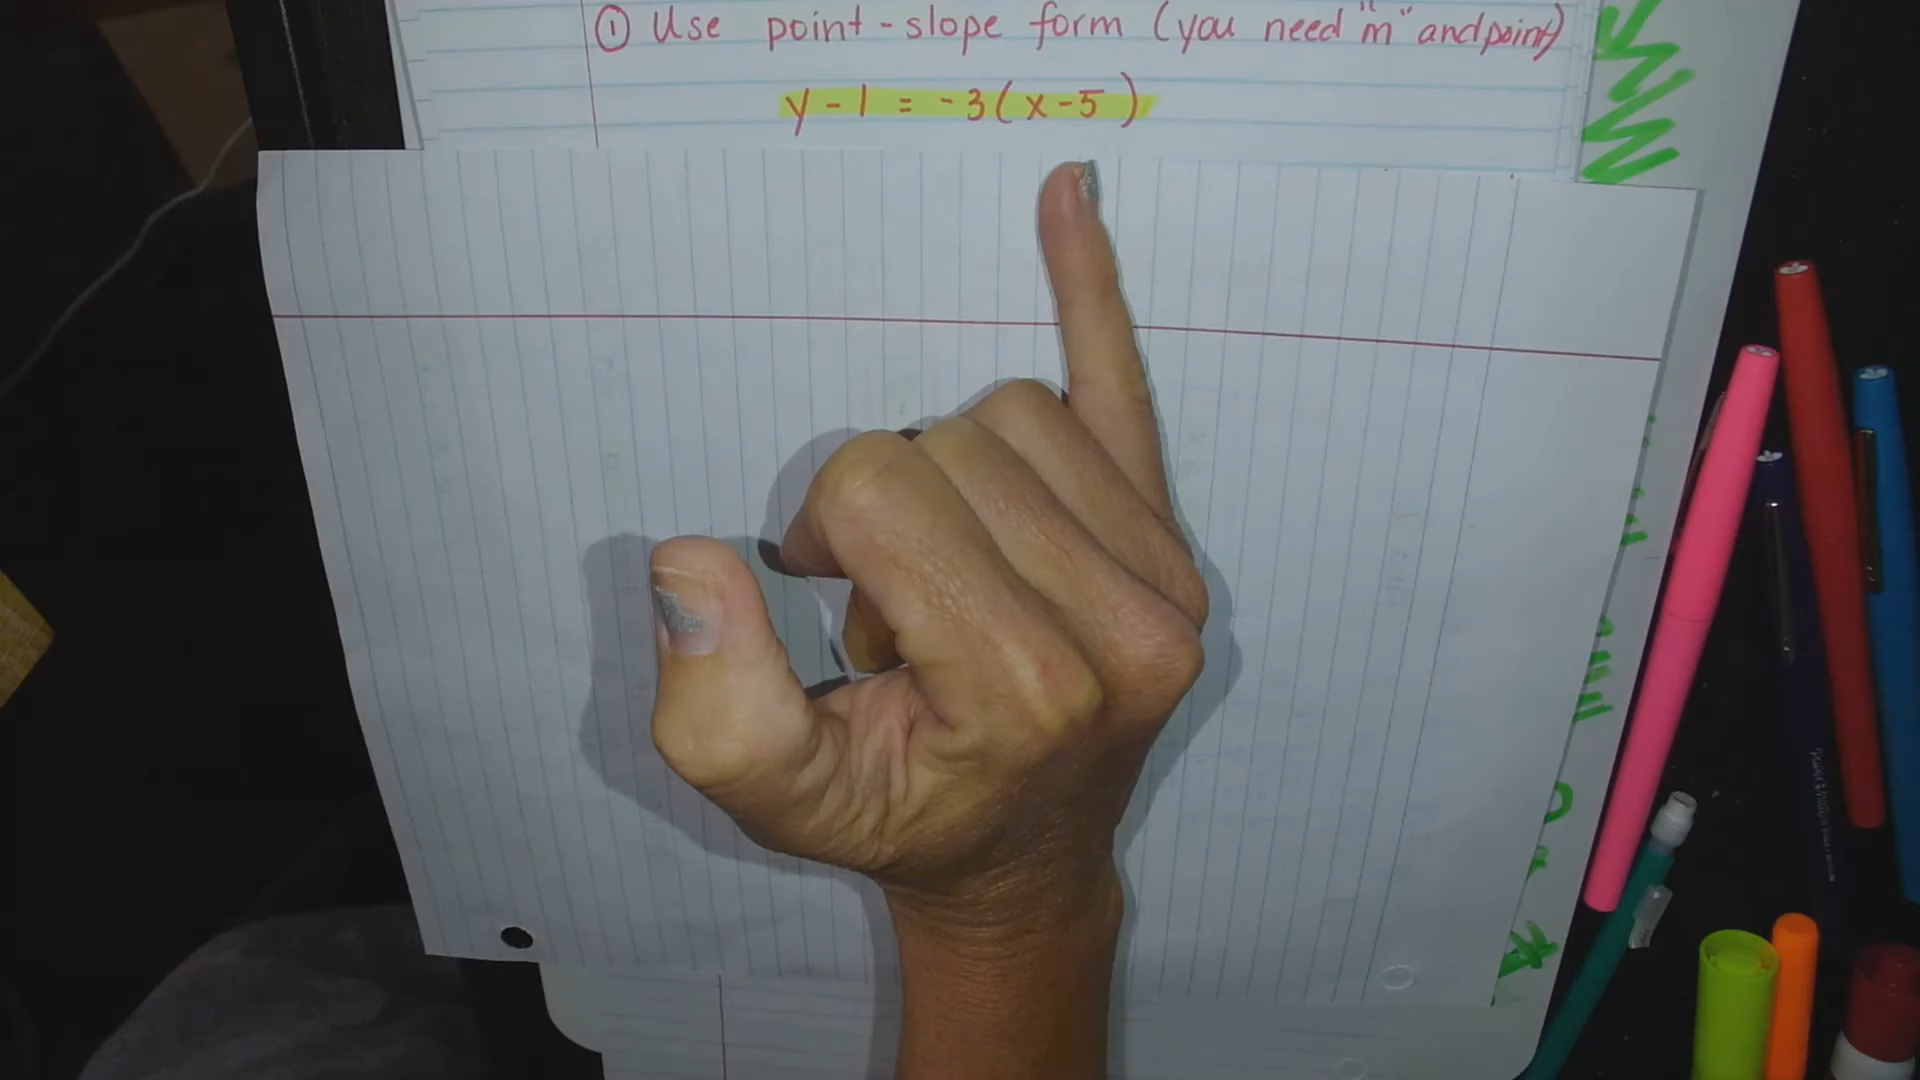 ① Use point-slope form (you need "m" and point)
y - 1 = -3(x-5)